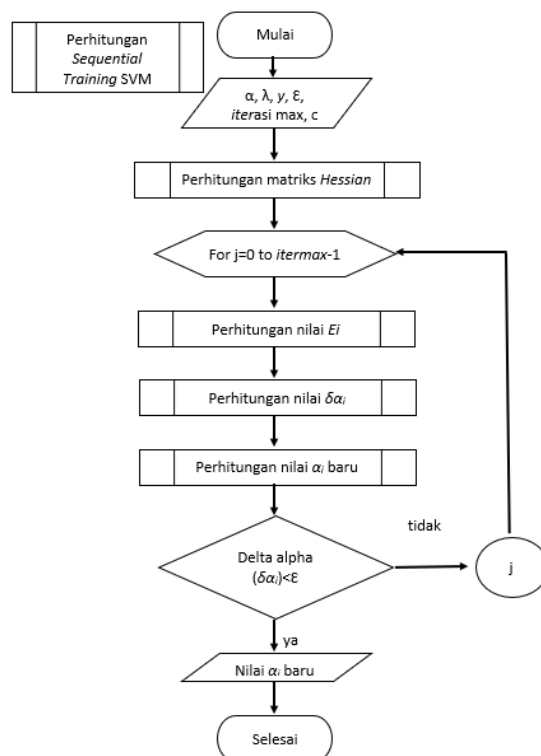 Perhitungan
Sequential
Training SVM
Mulai
α, λ, y, Ɛ,
iterasi max, c
Perhitungan matriks Hessian
For j=0 to itermax-1
Perhitungan nilai Ei
Perhitungan nilai δαᵢ
Perhitungan nilai αᵢ baru
Delta alpha
(δαᵢ)<Ɛ
tidak
j
ya
Nilai αᵢ baru
Selesai